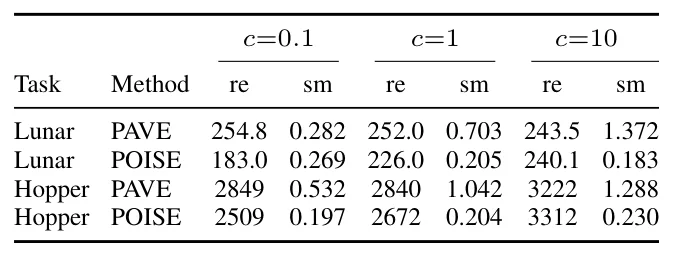 c=0.1 c=1 c=10
Task Method re sm re sm re sm
Lunar PAVE 254.8 0.282 252.0 0.703 243.5 1.372
Lunar POISE 183.0 0.269 226.0 0.205 240.1 0.183
Hopper PAVE 2849 0.532 2840 1.042 3222 1.288
Hopper POISE 2509 0.197 2672 0.204 3312 0.230